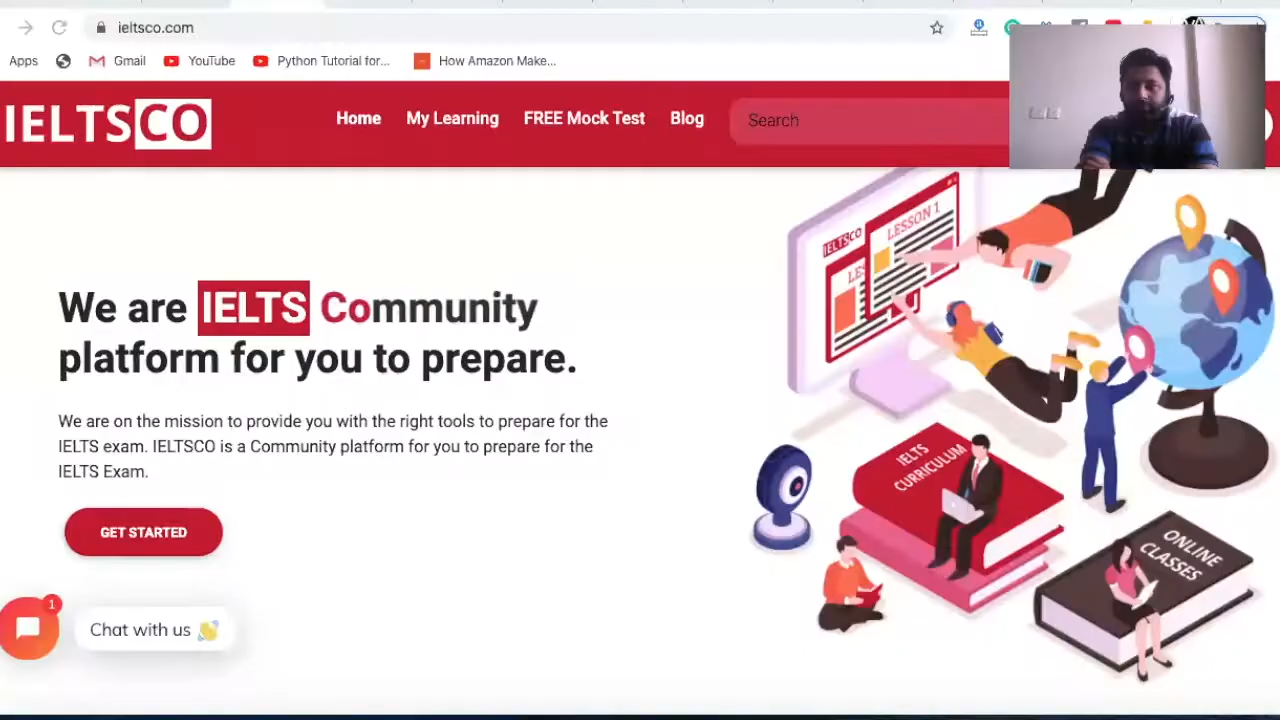 ieltsco.com
Apps
Gmail
YouTube
Python Tutorial for...
How Amazon Make...
IELTSCO
Home
My Learning
FREE Mock Test
Blog
Search
We are IELTS Community
platform for you to prepare.
We are on the mission to provide you with the right tools to prepare for the
IELTS exam. IELTSCO is a Community platform for you to prepare for the
IELTS Exam.
GET STARTED
1
Chat with us
IELTSCO
LESSON 1
LES
IELTS
CURRICULUM
ONLINE
CLASSES